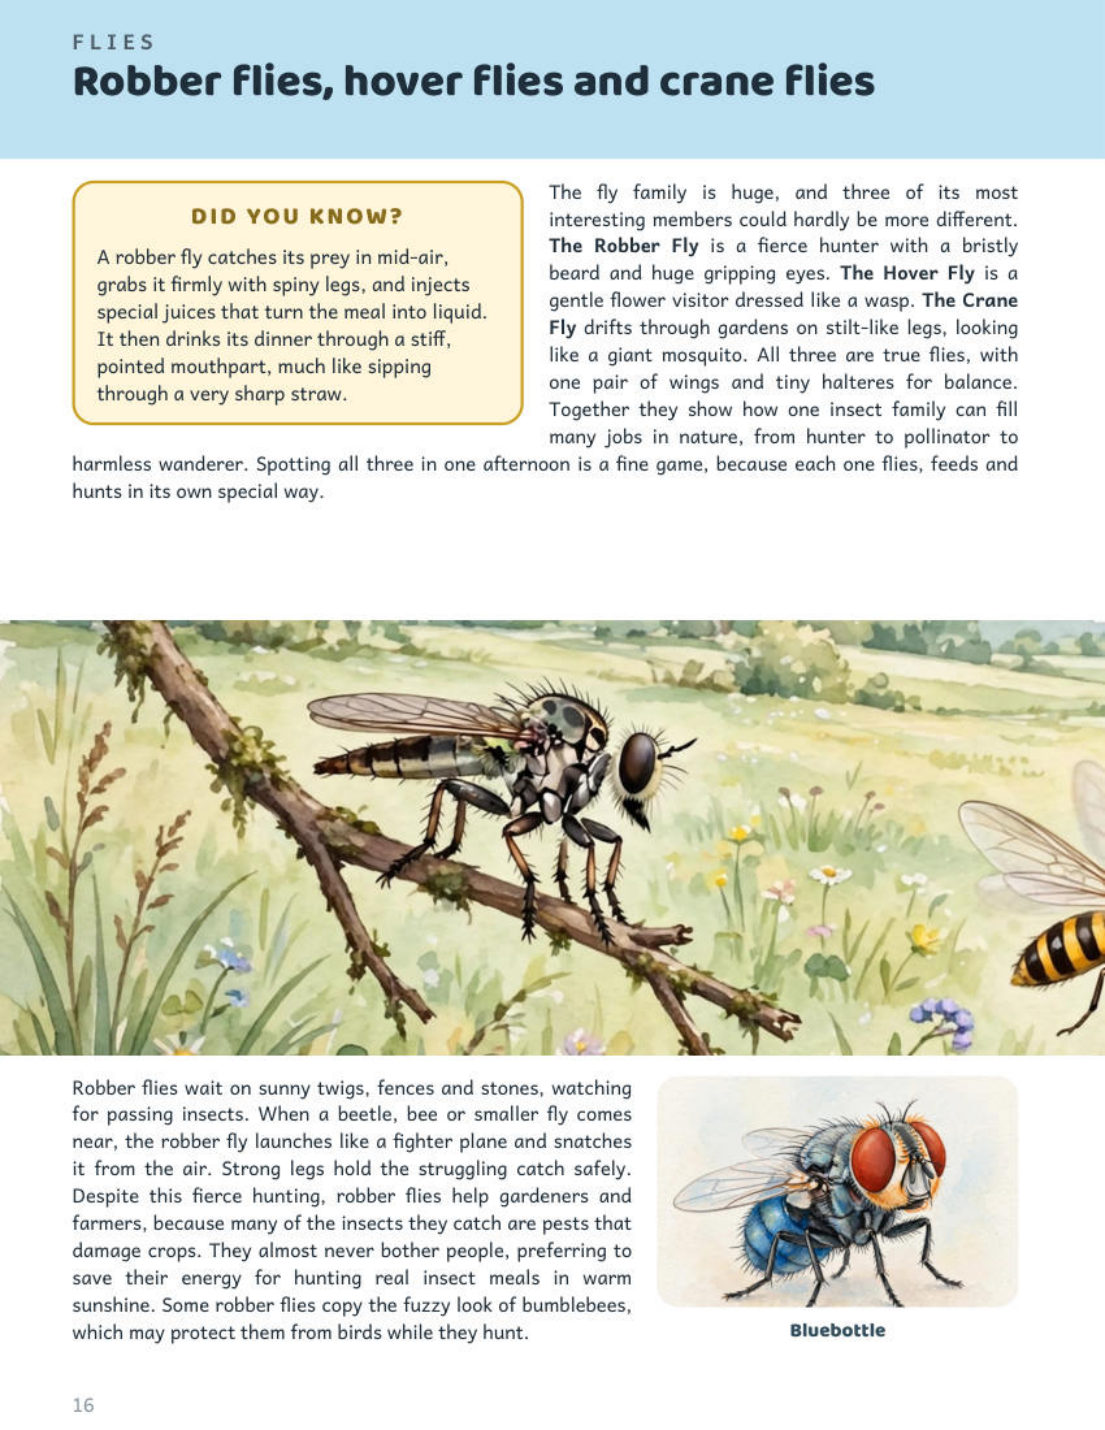 FLIES
Robber flies, hover flies and crane flies
DID YOU KNOW?
A robber fly catches its prey in mid-air,
grabs it firmly with spiny legs, and injects
special juices that turn the meal into liquid.
It then drinks its dinner through a stiff,
pointed mouthpart, much like sipping
through a very sharp straw.
The fly family is huge, and three of its most
interesting members could hardly be more different.
The Robber Fly is a fierce hunter with a bristly
beard and huge gripping eyes. The Hover Fly is a
gentle flower visitor dressed like a wasp. The Crane
Fly drifts through gardens on stilt-like legs, looking
like a giant mosquito. All three are true flies, with
one pair of wings and tiny halteres for balance.
Together they show how one insect family can fill
many jobs in nature, from hunter to pollinator to
harmless wanderer. Spotting all three in one afternoon is a fine game, because each one flies, feeds and
hunts in its own special way.
Robber flies wait on sunny twigs, fences and stones, watching
for passing insects. When a beetle, bee or smaller fly comes
near, the robber fly launches like a fighter plane and snatches
it from the air. Strong legs hold the struggling catch safely.
Despite this fierce hunting, robber flies help gardeners and
farmers, because many of the insects they catch are pests that
damage crops. They almost never bother people, preferring to
save their energy for hunting real insect meals in warm
sunshine. Some robber flies copy the fuzzy look of bumblebees,
which may protect them from birds while they hunt.
Bluebottle
16